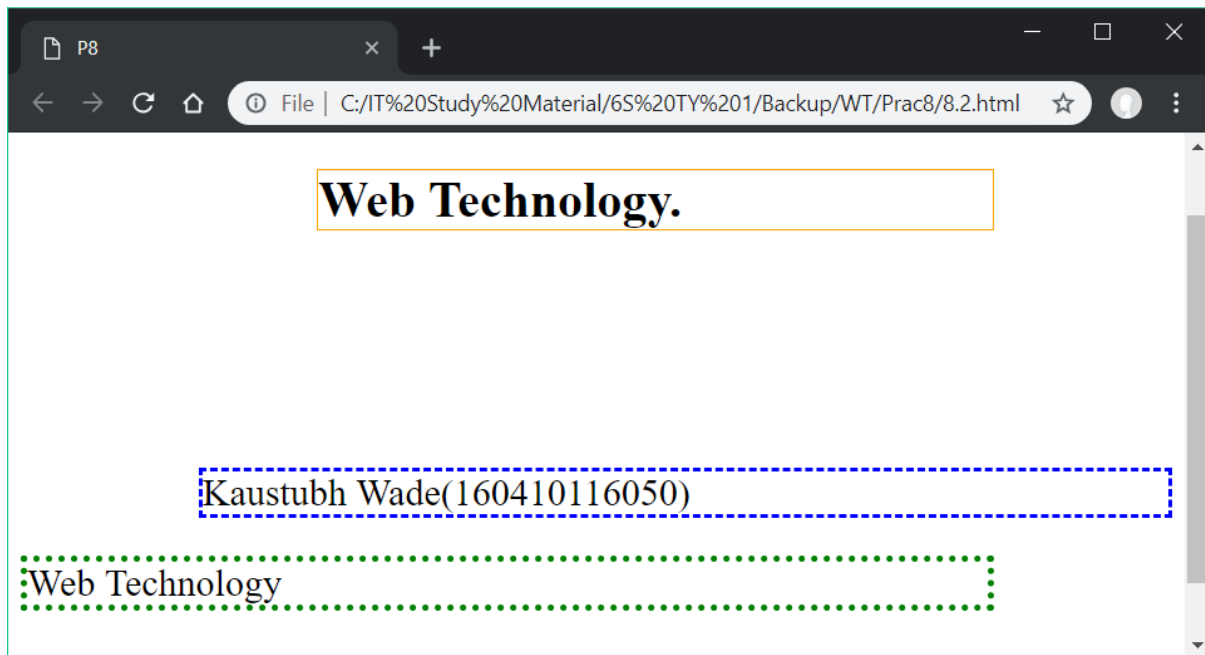 P8
File | C:/IT%20Study%20Material/6S%20TY%201/Backup/WT/Prac8/8.2.html
Web Technology.
Kaustubh Wade(160410116050)
Web Technology